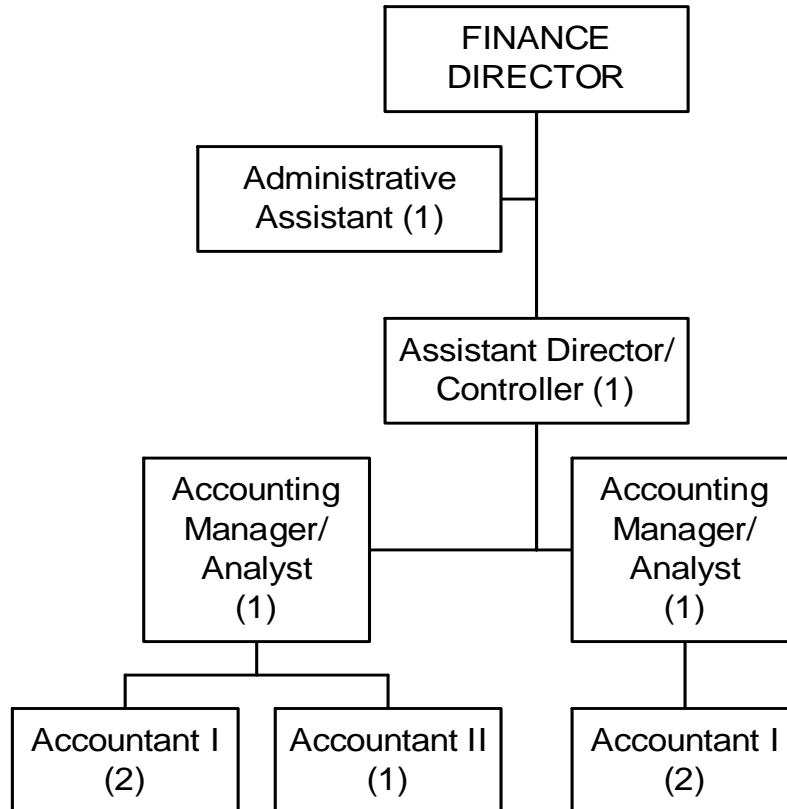 FINANCE
DIRECTOR
Administrative
Assistant (1)
Assistant Director/
Controller (1)
Accounting
Manager/
Analyst
(1)
Accounting
Manager/
Analyst
(1)
Accountant I
(2)
Accountant II
(1)
Accountant I
(2)